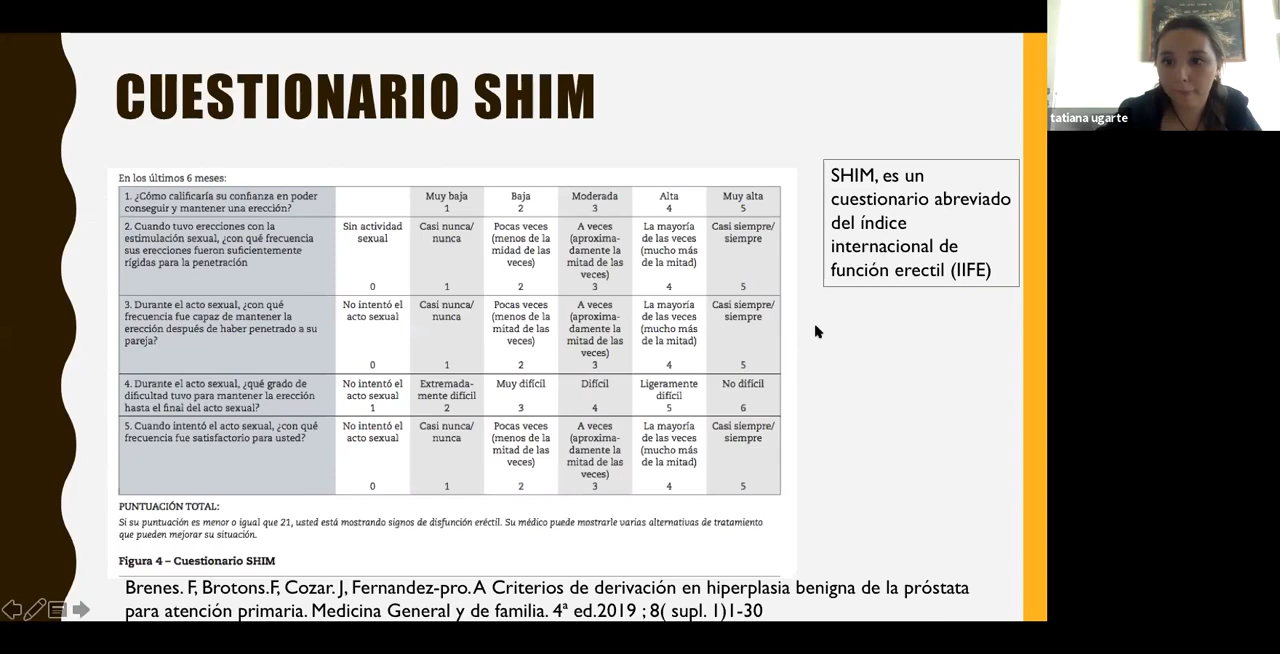 CUESTIONARIO SHIM
tatiana ugarte
SHIM, es un
cuestionario abreviado
del índice
internacional de
función erectil (IIFE)
En los últimos 6 meses:
1. ¿Cómo calificaría su confianza en poder
conseguir y mantener una erección?
Muy baja
1
Baja
2
Moderada
3
Alta
4
Muy alta
5
2. Cuando tuvo erecciones con la
estimulación sexual, ¿con qué frecuencia
sus erecciones fueron suficientemente
rígidas para la penetración
Sin actividad
sexual
0
Casi nunca/
nunca
1
Pocas veces
(menos de la
midad de las
veces)
2
A veces
(aproxima-
damente la
mitad de las
veces)
3
La mayoría
de las veces
(mucho más
de la mitad)
4
Casi siempre/
siempre
5
3. Durante el acto sexual, ¿con qué
frecuencia fue capaz de mantener la
erección después de haber penetrado a su
pareja?
No intentó el
acto sexual
0
Casi nunca/
nunca
1
Pocas veces
(menos de la
mitad de las
veces)
2
A veces
(aproxima-
damente la
mitad de las
veces)
3
La mayoría
de las veces
(mucho más
de la mitad)
4
Casi siempre/
siempre
5
4. Durante el acto sexual, ¿qué grado de
dificultad tuvo para mantener la erección
hasta el final del acto sexual?
No intentó el
acto sexual
1
Extremada-
mente difícil
2
Muy difícil
3
Difícil
4
Ligeramente
difícil
5
No difícil
6
5. Cuando intentó el acto sexual, ¿con qué
frecuencia fue satisfactorio para usted?
No intentó el
acto sexual
0
Casi nunca/
nunca
1
Pocas veces
(menos de la
mitad de las
veces)
2
A veces
(aproxima-
damente la
mitad de las
veces)
3
La mayoría
de las veces
(mucho más
de la mitad)
4
Casi siempre/
siempre
5
PUNTUACIÓN TOTAL:
Si su puntuación es menor o igual que 21, usted está mostrando signos de disfunción eréctil. Su médico puede mostrarle varias alternativas de tratamiento
que pueden mejorar su situación.
Figura 4 – Cuestionario SHIM
Brenes. F, Brotons.F, Cozar. J, Fernandez-pro. A Criterios de derivación en hiperplasia benigna de la próstata
para atención primaria. Medicina General y de familia. 4ª ed.2019 ; 8( supl. 1)1-30